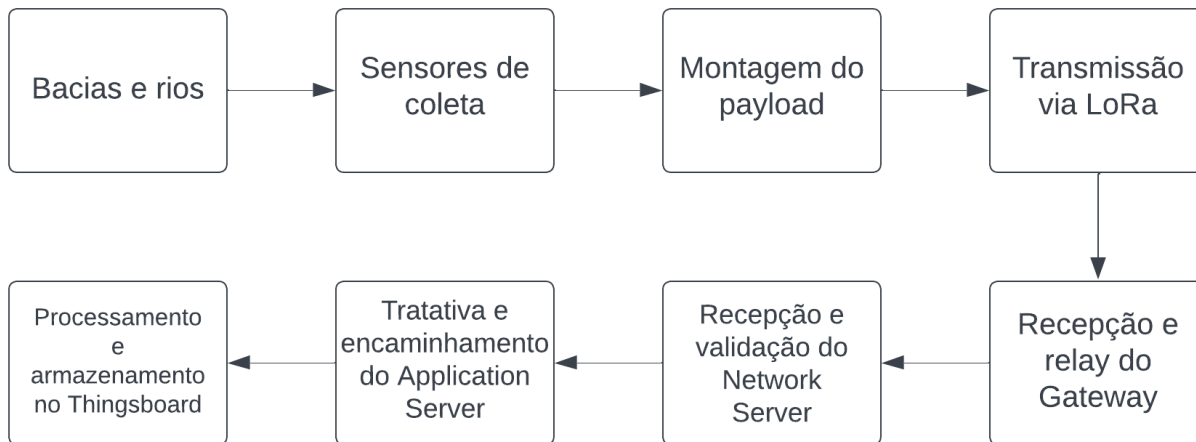 Bacias e rios
Sensores de
coleta
Montagem do
payload
Transmissão
via LoRa
Recepção e
relay do
Gateway
Recepção e
validação do
Network
Server
Tratativa e
encaminhamento
do Application
Server
Processamento
e
armazenamento
no Thingsboard